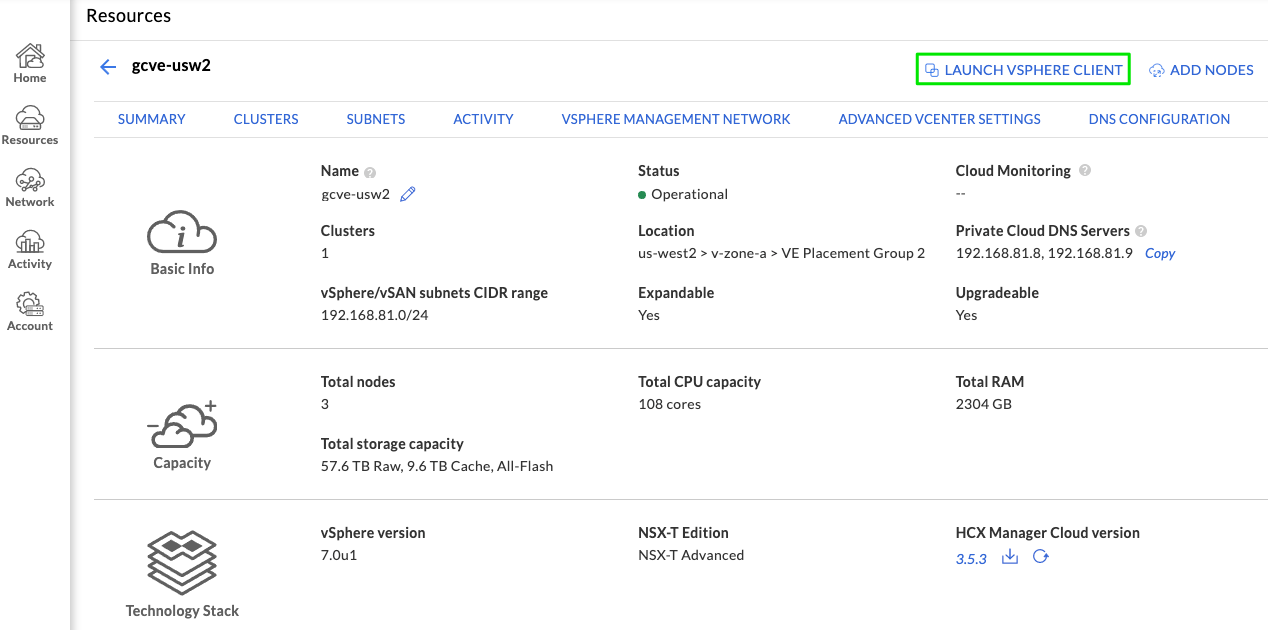 Resources
Home
Resources
Network
Activity
Account
gcve-usw2
LAUNCH VSPHERE CLIENT
ADD NODES
SUMMARY CLUSTERS SUBNETS ACTIVITY VSPHERE MANAGEMENT NETWORK ADVANCED VCENTER SETTINGS DNS CONFIGURATION
Basic Info
Name ?
gcve-usw2
Status
Operational
Cloud Monitoring ?
--
Clusters
1
Location
us-west2 > v-zone-a > VE Placement Group 2
Private Cloud DNS Servers ?
192.168.81.8, 192.168.81.9 Copy
vSphere/vSAN subnets CIDR range
192.168.81.0/24
Expandable
Yes
Upgradeable
Yes
Capacity
Total nodes
3
Total CPU capacity
108 cores
Total RAM
2304 GB
Total storage capacity
57.6 TB Raw, 9.6 TB Cache, All-Flash
Technology Stack
vSphere version
7.0u1
NSX-T Edition
NSX-T Advanced
HCX Manager Cloud version
3.5.3